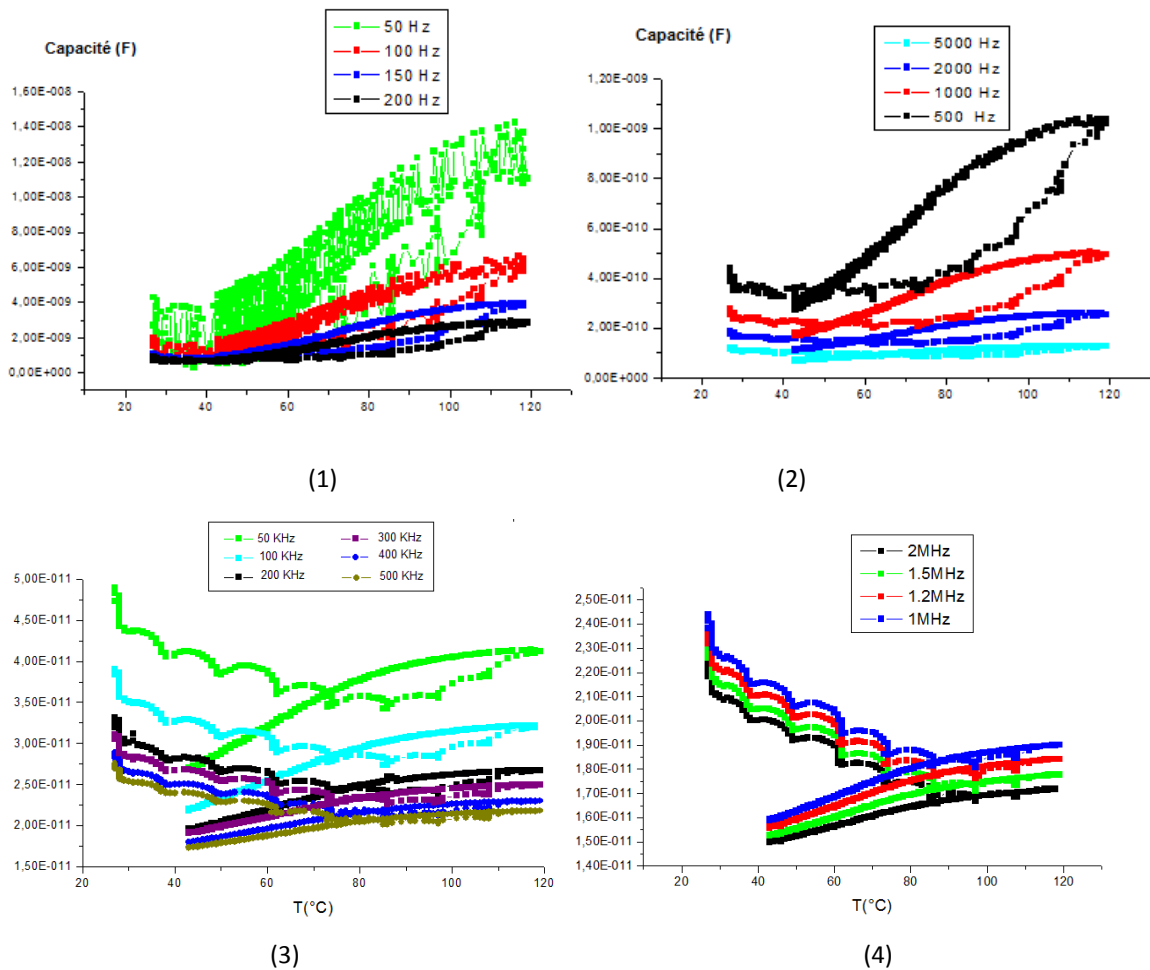 Capacité (F)
50 Hz
100 Hz
150 Hz
200 Hz
1,60E-008
1,40E-008
1,20E-008
1,00E-008
8,00E-009
6,00E-009
4,00E-009
2,00E-009
0,00E+000
20 40 60 80 100 120
(1)
Capacité (F)
5000 Hz
2000 Hz
1000 Hz
500 Hz
1,20E-009
1,00E-009
8,00E-010
6,00E-010
4,00E-010
2,00E-010
0,00E+000
20 40 60 80 100 120
(2)
50 KHz 300 KHz
100 KHz 400 KHz
200 KHz 500 KHz
5,00E-011
4,50E-011
4,00E-011
3,50E-011
3,00E-011
2,50E-011
2,00E-011
1,50E-011
20 40 60 80 100 120
T(°C)
(3)
2MHz
1.5MHz
1.2MHz
1MHz
2,50E-011
2,40E-011
2,30E-011
2,20E-011
2,10E-011
2,00E-011
1,90E-011
1,80E-011
1,70E-011
1,60E-011
1,50E-011
1,40E-011
20 40 60 80 100 120
T(°C)
(4)